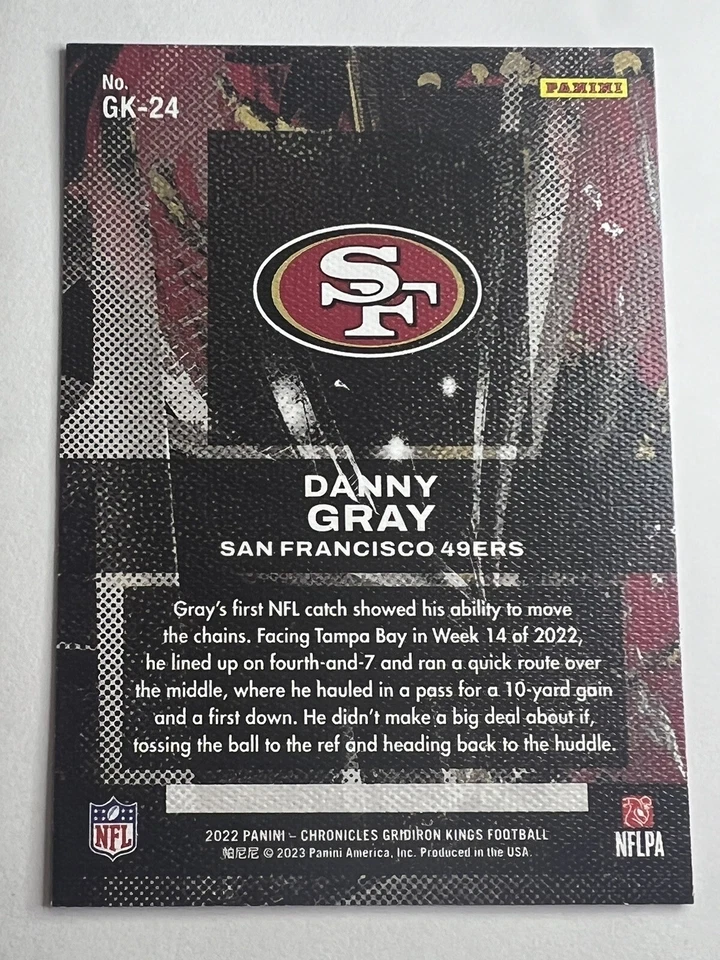 No.
GK-24
PANINI
SF
DANNY
GRAY
SAN FRANCISCO 49ERS
Gray's first NFL catch showed his ability to move
the chains. Facing Tampa Bay in Week 14 of 2022,
he lined up on fourth-and-7 and ran a quick route over
the middle, where he hauled in a pass for a 10-yard gain
and a first down. He didn't make a big deal about it,
tossing the ball to the ref and heading back to the huddle.
NFL
2022 PANINI – CHRONICLES GRIDIRON KINGS FOOTBALL
帕尼尼 © 2023 Panini America, Inc. Produced in the USA.
NFLPA